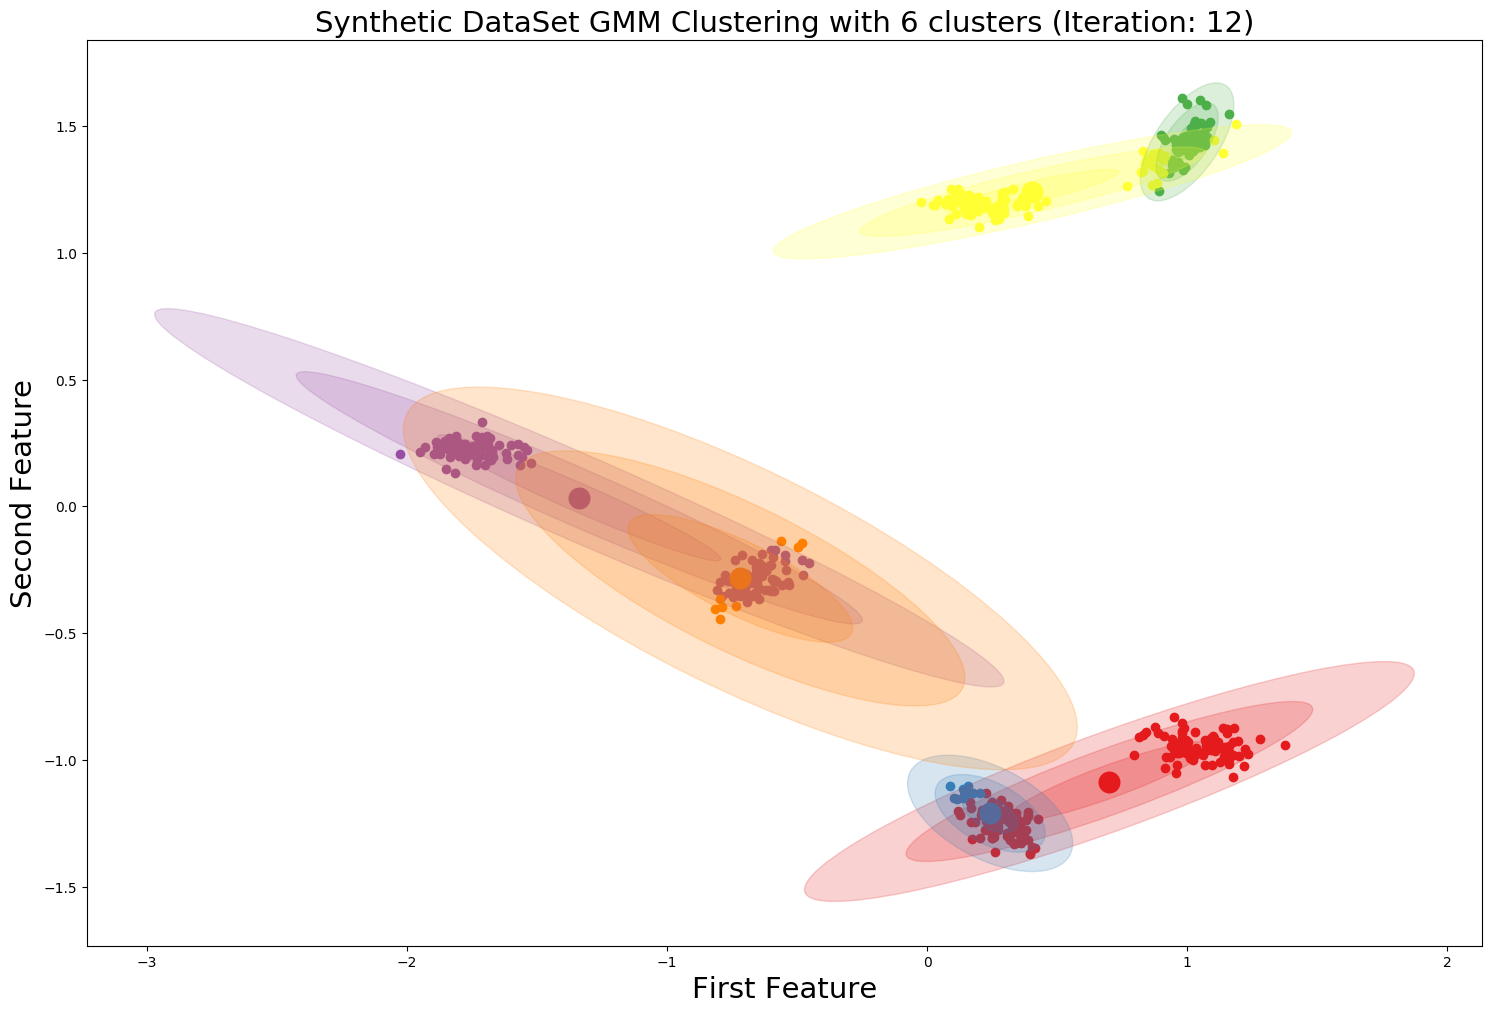 Synthetic DataSet GMM Clustering with 6 clusters (Iteration: 12)
Second Feature
1.5
1.0
0.5
0.0
−0.5
−1.0
−1.5
−3 −2 −1 0 1 2
First Feature